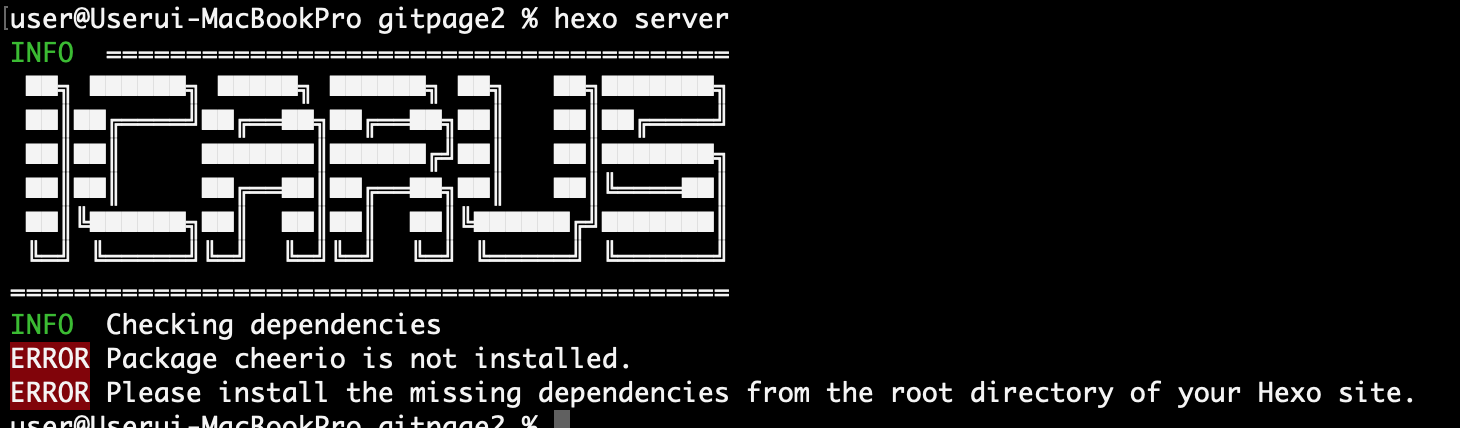 user@Userui-MacBookPro gitpage2 % hexo server
INFO =======================================
ICARUS
=============================================
INFO Checking dependencies
ERROR Package cheerio is not installed.
ERROR Please install the missing dependencies from the root directory of your Hexo site.
user@Userui-MacBookPro gitpage2 %